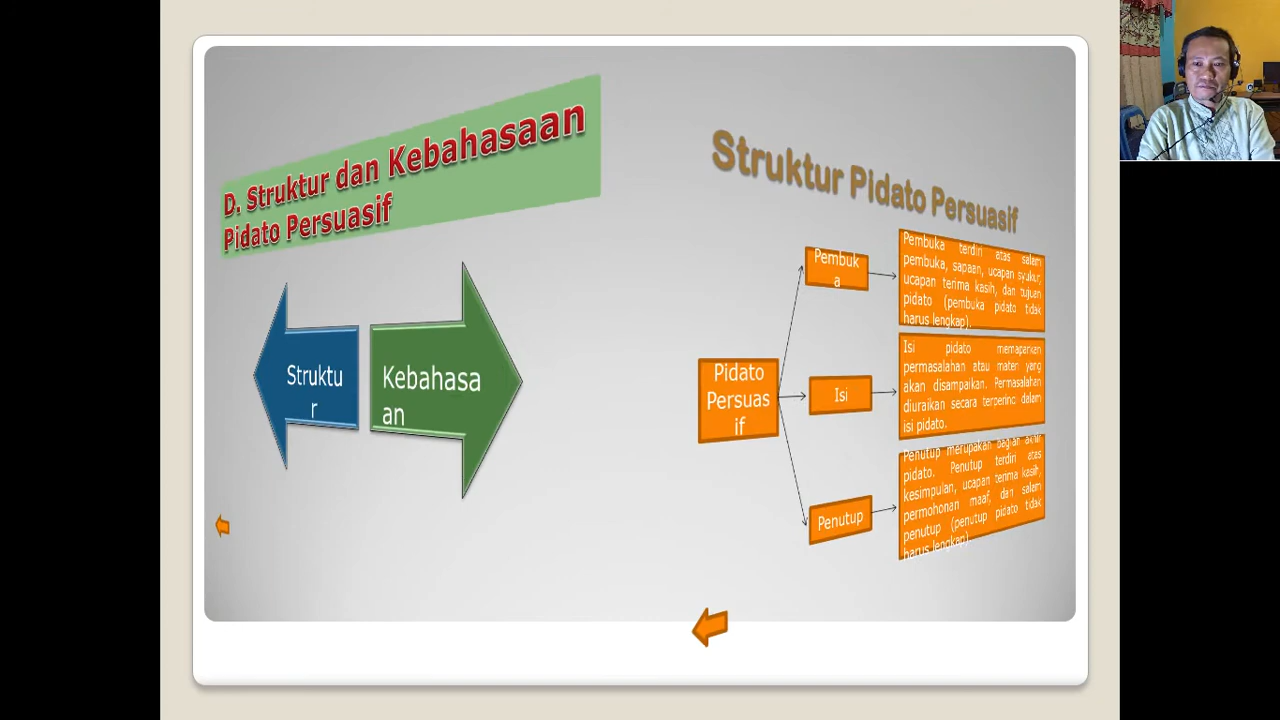 D. Struktur dan Kebahasaan
Pidato Persuasif
Struktu
r
Kebahasa
an
Struktur Pidato Persuasif
Pidato
Persuas
if
Pembuk
a
Pembuka terdiri atas salam
pembuka, sapaan, ucapan syukur,
ucapan terima kasih, dan tujuan
pidato (pembuka pidato tidak
harus lengkap).
Isi
Isi pidato memaparkan
permasalahan atau materi yang
akan disampaikan. Permasalahan
diuraikan secara terperinci dalam
isi pidato.
Penutup
Penutup merupakan bagian akhir
pidato. Penutup terdiri atas
kesimpulan, ucapan terima kasih,
permohonan maaf, dan salam
penutup (penutup pidato tidak
harus lengkap).